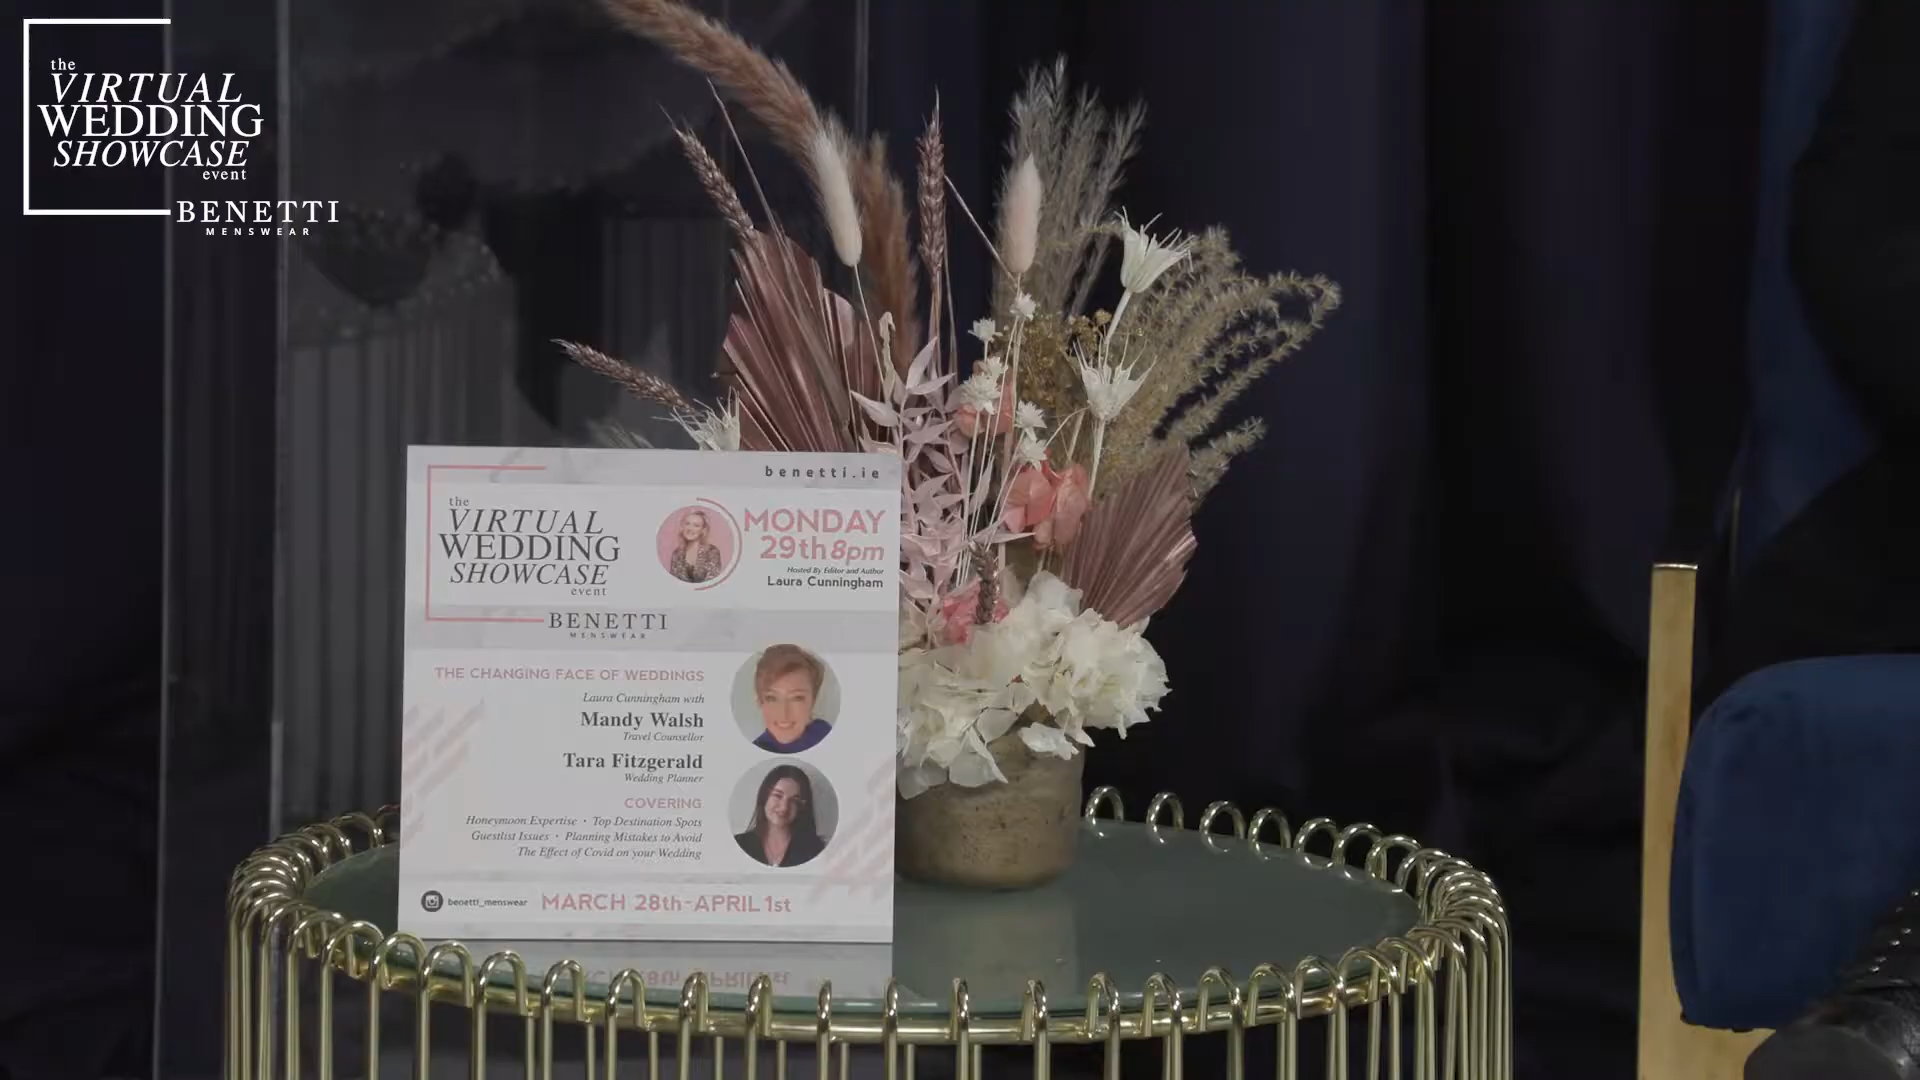 the
VIRTUAL
WEDDING
SHOWCASE
event
BENETTI
MENSWEAR
benetti.ie
the
VIRTUAL
WEDDING
SHOWCASE
event
BENETTI
MENSWEAR
MONDAY
29th 8pm
Hosted By Editor and Author
Laura Cunningham
THE CHANGING FACE OF WEDDINGS
Laura Cunningham with
Mandy Walsh
Travel Counsellor
Tara Fitzgerald
Wedding Planner
COVERING
Honeymoon Expertise • Top Destination Spots
Guestlist Issues • Planning Mistakes to Avoid
The Effect of Covid on your Wedding
benetti_menswear MARCH 28th-APRIL 1st